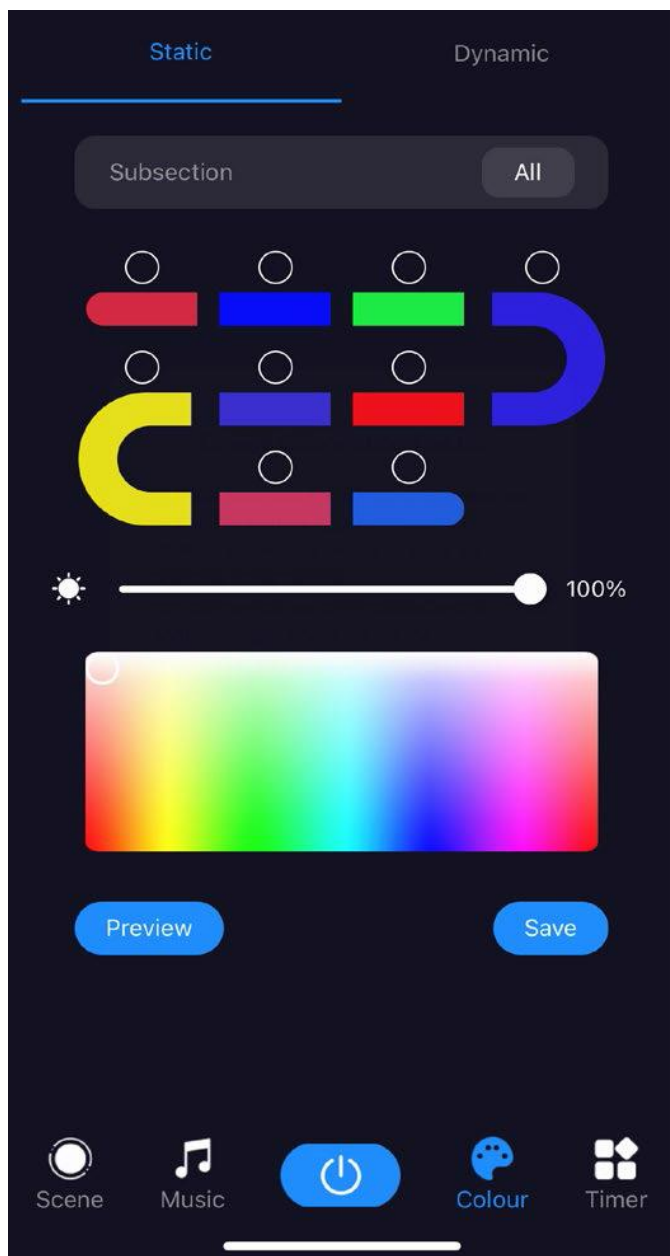 Static Dynamic
Subsection All
100%
Preview Save
Scene Music Colour Timer